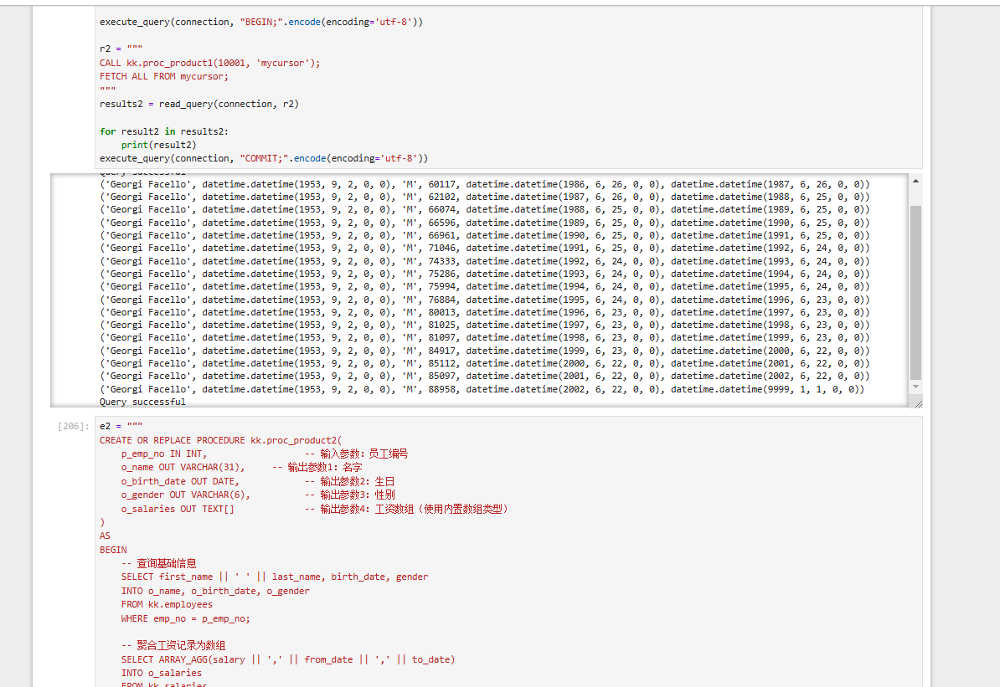 execute_query(connection, "BEGIN;".encode(encoding='utf-8'))
r2 = """
CALL kk.proc_product1(10001, 'mycursor');
FETCH ALL FROM mycursor;
"""
results2 = read_query(connection, r2)
for result2 in results2:
    print(result2)
execute_query(connection, "COMMIT;".encode(encoding='utf-8'))
Query successful
('Georgi Facello', datetime.datetime(1953, 9, 2, 0, 0), 'M', 60117, datetime.datetime(1986, 6, 26, 0, 0), datetime.datetime(1987, 6, 26, 0, 0))
('Georgi Facello', datetime.datetime(1953, 9, 2, 0, 0), 'M', 62102, datetime.datetime(1987, 6, 26, 0, 0), datetime.datetime(1988, 6, 25, 0, 0))
('Georgi Facello', datetime.datetime(1953, 9, 2, 0, 0), 'M', 66074, datetime.datetime(1988, 6, 25, 0, 0), datetime.datetime(1989, 6, 25, 0, 0))
('Georgi Facello', datetime.datetime(1953, 9, 2, 0, 0), 'M', 66596, datetime.datetime(1989, 6, 25, 0, 0), datetime.datetime(1990, 6, 25, 0, 0))
('Georgi Facello', datetime.datetime(1953, 9, 2, 0, 0), 'M', 66961, datetime.datetime(1990, 6, 25, 0, 0), datetime.datetime(1991, 6, 25, 0, 0))
('Georgi Facello', datetime.datetime(1953, 9, 2, 0, 0), 'M', 71046, datetime.datetime(1991, 6, 25, 0, 0), datetime.datetime(1992, 6, 24, 0, 0))
('Georgi Facello', datetime.datetime(1953, 9, 2, 0, 0), 'M', 74333, datetime.datetime(1992, 6, 24, 0, 0), datetime.datetime(1993, 6, 24, 0, 0))
('Georgi Facello', datetime.datetime(1953, 9, 2, 0, 0), 'M', 75286, datetime.datetime(1993, 6, 24, 0, 0), datetime.datetime(1994, 6, 24, 0, 0))
('Georgi Facello', datetime.datetime(1953, 9, 2, 0, 0), 'M', 75994, datetime.datetime(1994, 6, 24, 0, 0), datetime.datetime(1995, 6, 24, 0, 0))
('Georgi Facello', datetime.datetime(1953, 9, 2, 0, 0), 'M', 76884, datetime.datetime(1995, 6, 24, 0, 0), datetime.datetime(1996, 6, 23, 0, 0))
('Georgi Facello', datetime.datetime(1953, 9, 2, 0, 0), 'M', 80013, datetime.datetime(1996, 6, 23, 0, 0), datetime.datetime(1997, 6, 23, 0, 0))
('Georgi Facello', datetime.datetime(1953, 9, 2, 0, 0), 'M', 81025, datetime.datetime(1997, 6, 23, 0, 0), datetime.datetime(1998, 6, 23, 0, 0))
('Georgi Facello', datetime.datetime(1953, 9, 2, 0, 0), 'M', 81097, datetime.datetime(1998, 6, 23, 0, 0), datetime.datetime(1999, 6, 23, 0, 0))
('Georgi Facello', datetime.datetime(1953, 9, 2, 0, 0), 'M', 84917, datetime.datetime(1999, 6, 23, 0, 0), datetime.datetime(2000, 6, 22, 0, 0))
('Georgi Facello', datetime.datetime(1953, 9, 2, 0, 0), 'M', 85112, datetime.datetime(2000, 6, 22, 0, 0), datetime.datetime(2001, 6, 22, 0, 0))
('Georgi Facello', datetime.datetime(1953, 9, 2, 0, 0), 'M', 85097, datetime.datetime(2001, 6, 22, 0, 0), datetime.datetime(2002, 6, 22, 0, 0))
('Georgi Facello', datetime.datetime(1953, 9, 2, 0, 0), 'M', 88958, datetime.datetime(2002, 6, 22, 0, 0), datetime.datetime(9999, 1, 1, 0, 0))
Query successful
[206]: e2 = """
CREATE OR REPLACE PROCEDURE kk.proc_product2(
    p_emp_no IN INT,                  -- 输入参数：员工编号
    o_name OUT VARCHAR(31),     -- 输出参数1：名字
    o_birth_date OUT DATE,            -- 输出参数2：生日
    o_gender OUT VARCHAR(6),          -- 输出参数3：性别
    o_salaries OUT TEXT[]             -- 输出参数4：工资数组（使用内置数组类型）
)
AS
BEGIN
    -- 查询基础信息
    SELECT first_name || ' ' || last_name, birth_date, gender
    INTO o_name, o_birth_date, o_gender
    FROM kk.employees
    WHERE emp_no = p_emp_no;
    -- 聚合工资记录为数组
    SELECT ARRAY_AGG(salary || ',' || from_date || ',' || to_date)
    INTO o_salaries
    FROM kk.salaries